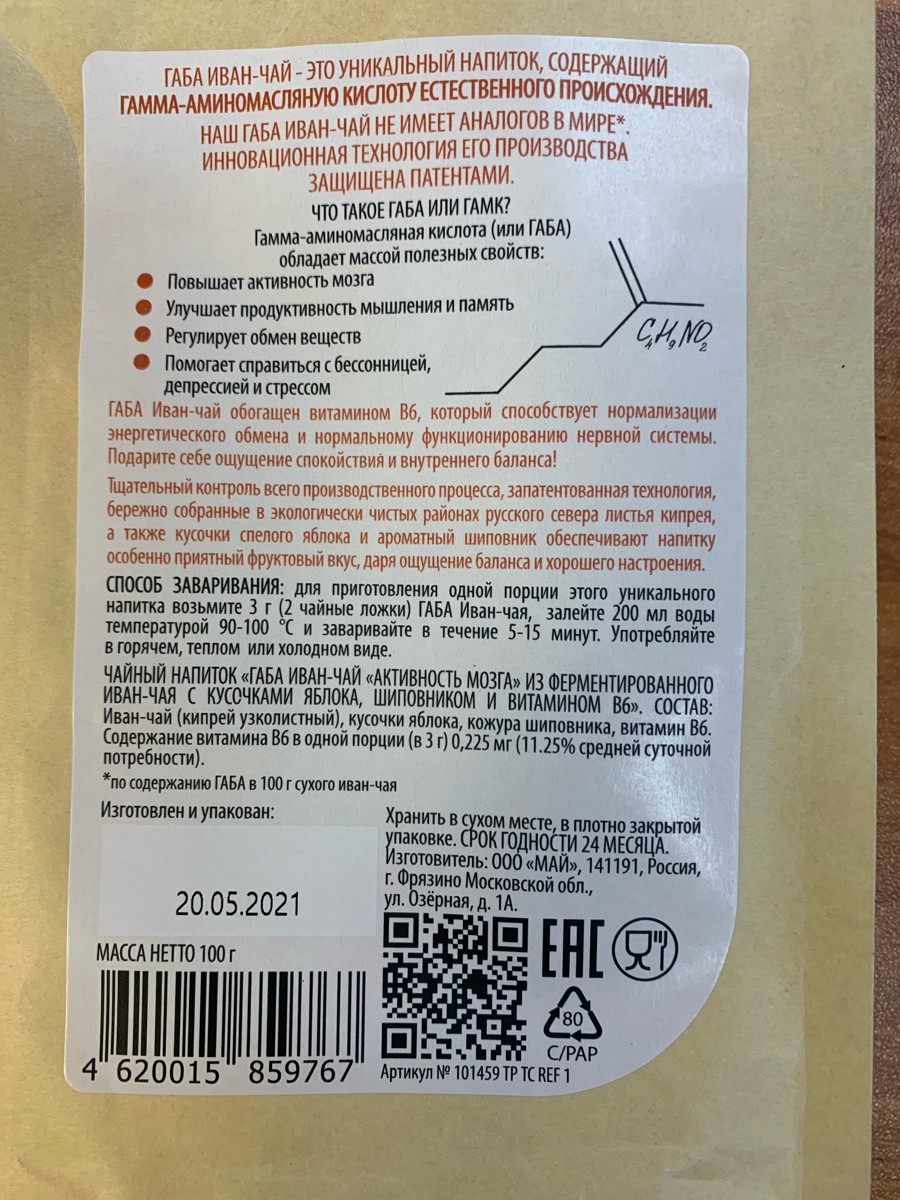 ГАБА ИВАН-ЧАЙ - ЭТО УНИКАЛЬНЫЙ НАПИТОК, СОДЕРЖАЩИЙ
ГАММА-АМИНОМАСЛЯНУЮ КИСЛОТУ ЕСТЕСТВЕННОГО ПРОИСХОЖДЕНИЯ.
НАШ ГАБА ИВАН-ЧАЙ НЕ ИМЕЕТ АНАЛОГОВ В МИРЕ*.
ИННОВАЦИОННАЯ ТЕХНОЛОГИЯ ЕГО ПРОИЗВОДСТВА
ЗАЩИЩЕНА ПАТЕНТАМИ.
ЧТО ТАКОЕ ГАБА ИЛИ ГАМК?
Гамма-аминомасляная кислота (или ГАБА)
обладает массой полезных свойств:
Повышает активность мозга
Улучшает продуктивность мышления и память
Регулирует обмен веществ
Помогает справиться с бессонницей,
депрессией и стрессом
C₄H₉NO₂
ГАБА Иван-чай обогащен витамином В6, который способствует нормализации
энергетического обмена и нормальному функционированию нервной системы.
Подарите себе ощущение спокойствия и внутреннего баланса!
Тщательный контроль всего производственного процесса, запатентованная технология,
бережно собранные в экологически чистых районах русского севера листья кипрея,
а также кусочки спелого яблока и ароматный шиповник обеспечивают напитку
особенно приятный фруктовый вкус, даря ощущение баланса и хорошего настроения.
СПОСОБ ЗАВАРИВАНИЯ: для приготовления одной порции этого уникального
напитка возьмите 3 г (2 чайные ложки) ГАБА Иван-чая, залейте 200 мл воды
температурой 90-100 °С и заваривайте в течение 5-15 минут. Употребляйте
в горячем, теплом или холодном виде.
ЧАЙНЫЙ НАПИТОК «ГАБА ИВАН-ЧАЙ «АКТИВНОСТЬ МОЗГА» ИЗ ФЕРМЕНТИРОВАННОГО
ИВАН-ЧАЯ С КУСОЧКАМИ ЯБЛОКА, ШИПОВНИКОМ И ВИТАМИНОМ В6». СОСТАВ:
Иван-чай (кипрей узколистный), кусочки яблока, кожура шиповника, витамин В6.
Содержание витамина В6 в одной порции (в 3 г) 0,225 мг (11.25% средней суточной
потребности).
*по содержанию ГАБА в 100 г сухого иван-чая
Изготовлен и упакован:
20.05.2021
МАССА НЕТТО 100 г
4 620015 859767
Хранить в сухом месте, в плотно закрытой
упаковке. СРОК ГОДНОСТИ 24 МЕСЯЦА.
Изготовитель: ООО «МАЙ», 141191, Россия,
г. Фрязино Московской обл.,
ул. Озёрная, д. 1А.
ЕАС
80
C/PAP
Артикул № 101459 ТР ТС REF 1